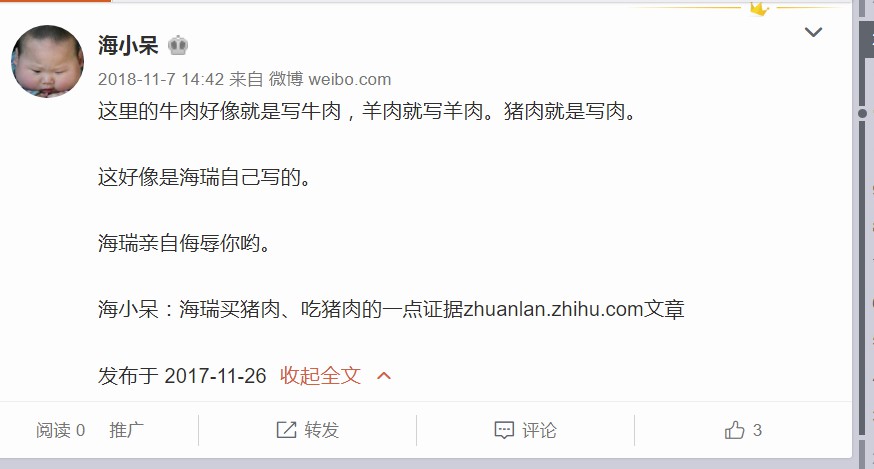 海小呆
2018-11-7 14:42 来自 微博 weibo.com
这里的牛肉好像就是写牛肉，羊肉就写羊肉。猪肉就是写肉。
这好像是海瑞自己写的。
海瑞亲自侮辱你哟。
海小呆：海瑞买猪肉、吃猪肉的一点证据zhuanlan.zhihu.com文章
发布于 2017-11-26 收起全文
阅读 0 推广 转发 评论 3